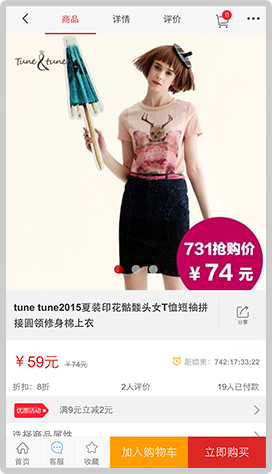 商品 详情 评价 0
Tune & tune
731抢购价
￥74元
tune tune2015夏装印花骷髅头女T恤短袖拼
接圆领修身棉上衣
分享
￥59元 ￥74元 距结束：742:17:33:22
折扣：8折 2人评价 19人已付款
优惠活动 满9元立减2元
选择商品属性
首页 客服 收藏 加入购物车 立即购买